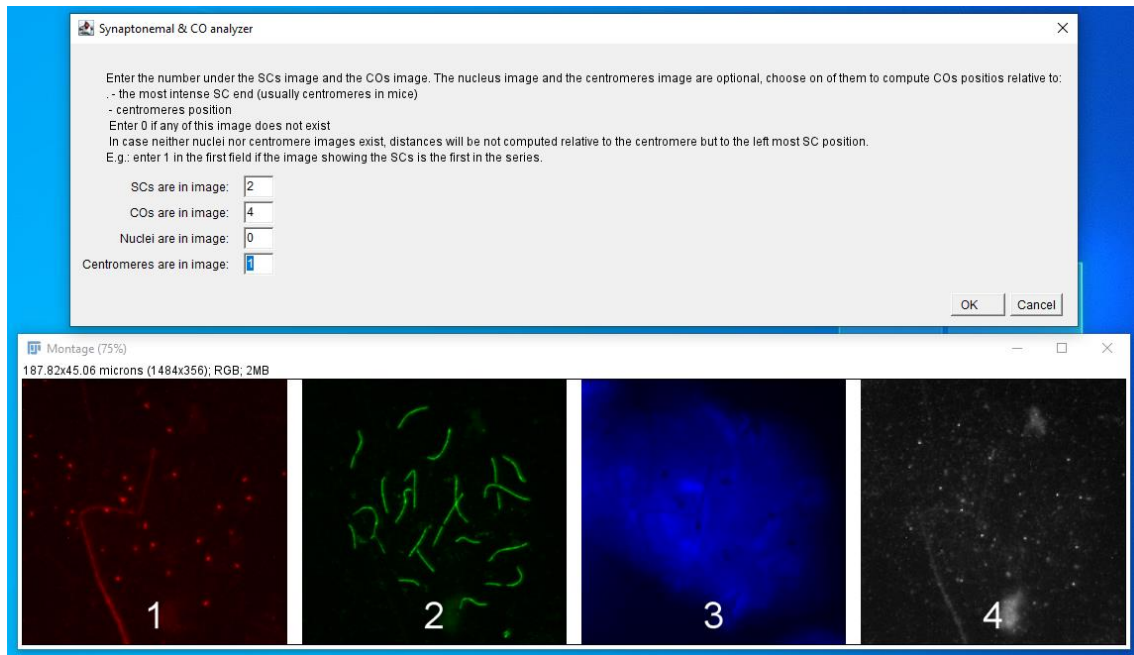 Synaptonemal & CO analyzer
Enter the number under the SCs image and the COs image. The nucleus image and the centromeres image are optional, choose on of them to compute COs positios relative to:
. - the most intense SC end (usually centromeres in mice)
- centromeres position
Enter 0 if any of this image does not exist
In case neither nuclei nor centromere images exist, distances will be not computed relative to the centromere but to the left most SC position.
E.g.: enter 1 in the first field if the image showing the SCs is the first in the series.
SCs are in image: 2
COs are in image: 4
Nuclei are in image: 0
Centromeres are in image: 1
OK Cancel
Montage (75%)
187.82x45.06 microns (1484x356); RGB; 2MB
1 2 3 4